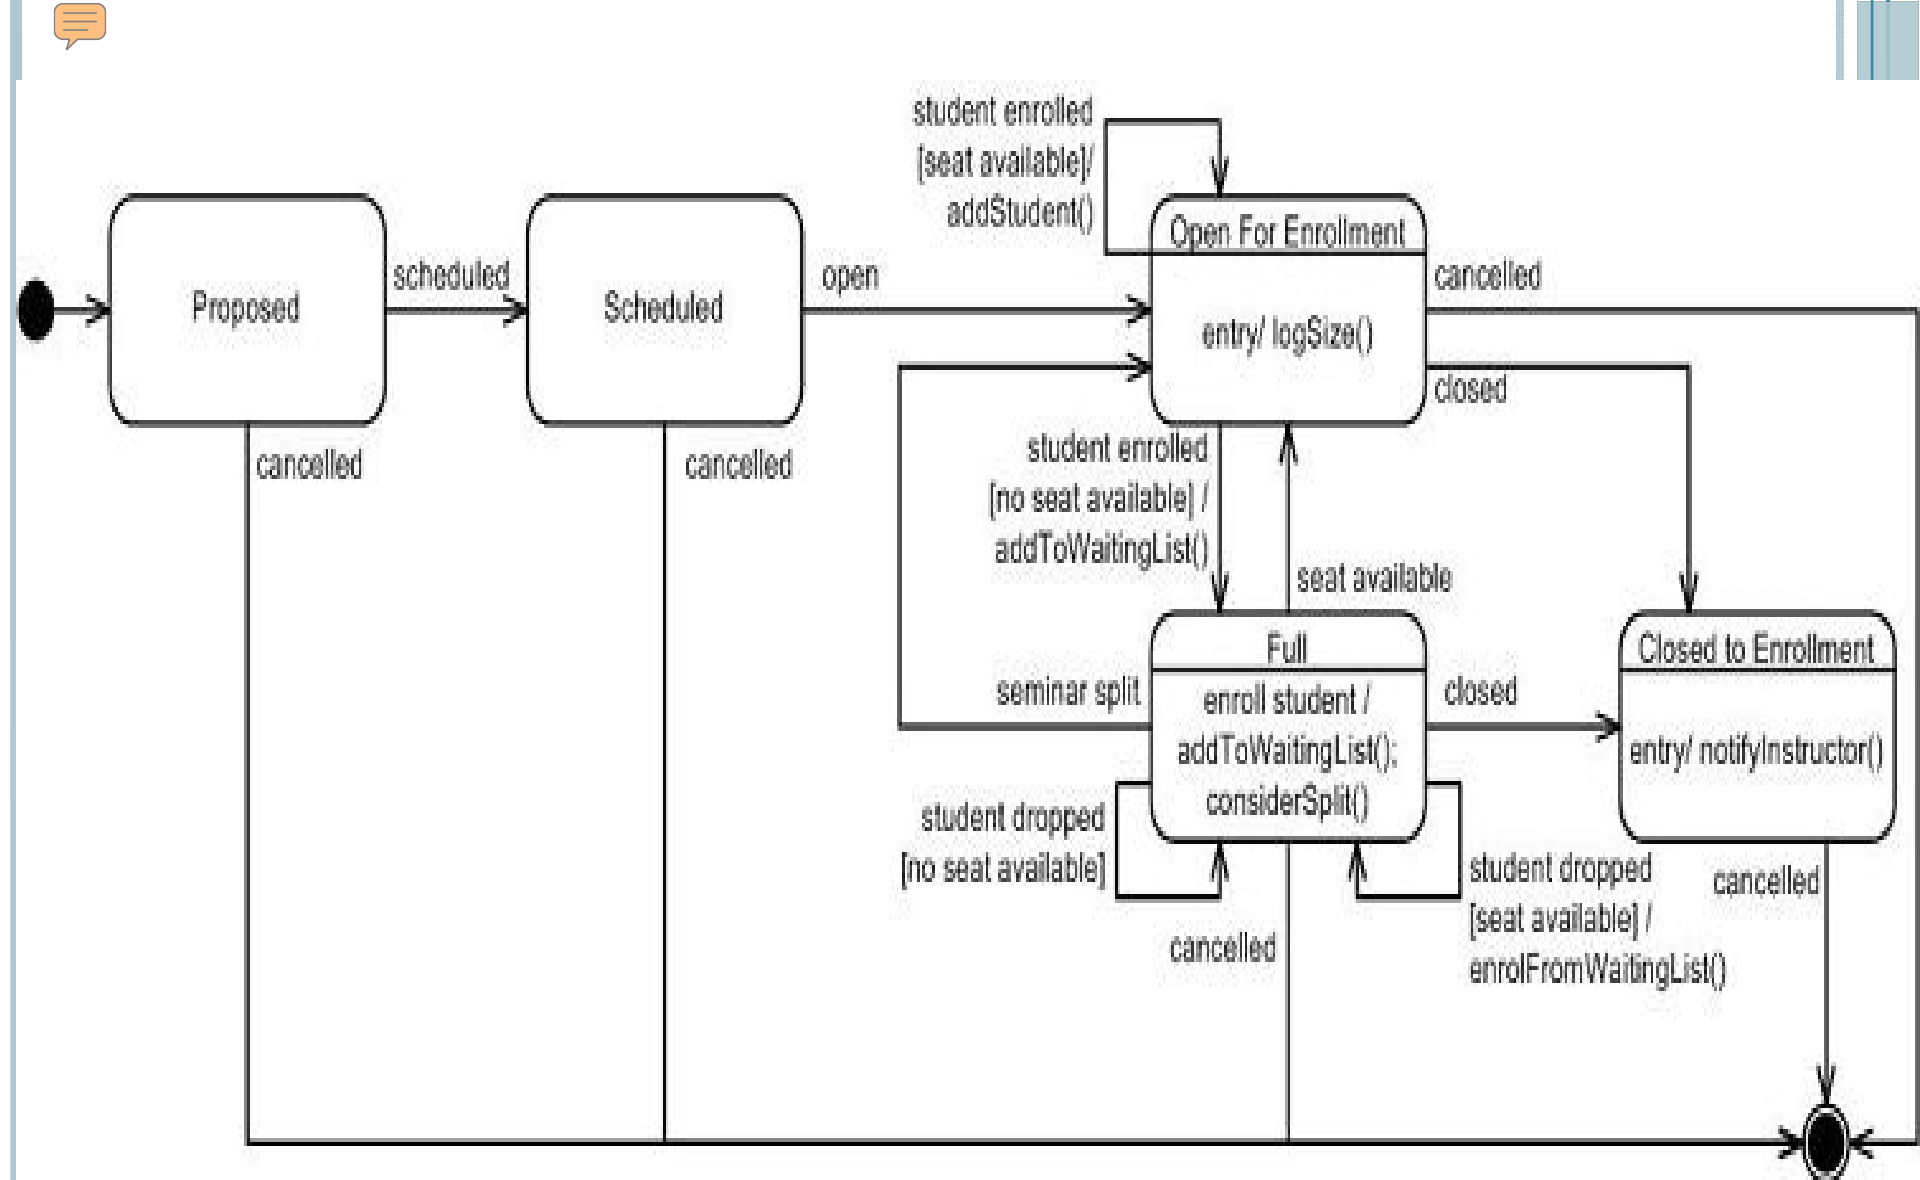 student enrolled
[seat available]/
addStudent()
Open For Enrollment
entry/ logSize()
Proposed
scheduled
Scheduled
open
cancelled
closed
cancelled
cancelled
student enrolled
[no seat available] /
addToWaitingList()
seat available
Full
enroll student /
addToWaitingList();
considerSplit()
seminar split
closed
Closed to Enrollment
entry/ notifyInstructor()
student dropped
[no seat available]
student dropped
[seat available] /
enrolFromWaitingList()
cancelled
cancelled